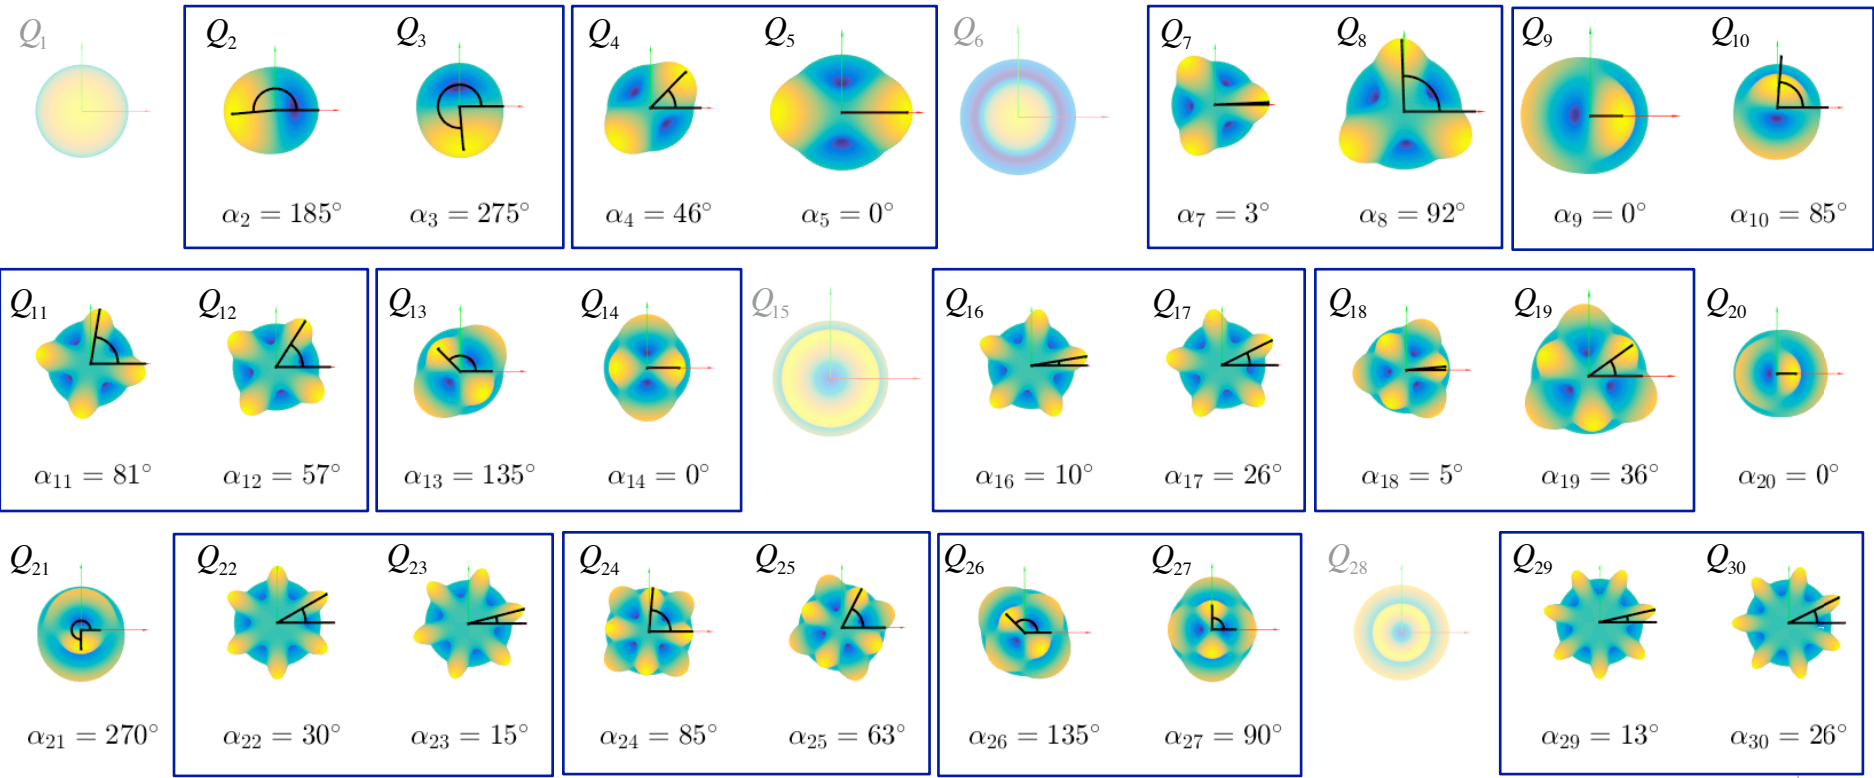 Q₁ Q₂ Q₃ Q₄ Q₅ Q₆ Q₇ Q₈ Q₉ Q₁₀
α₂ = 185° α₃ = 275° α₄ = 46° α₅ = 0° α₇ = 3° α₈ = 92° α₉ = 0° α₁₀ = 85°
Q₁₁ Q₁₂ Q₁₃ Q₁₄ Q₁₅ Q₁₆ Q₁₇ Q₁₈ Q₁₉ Q₂₀
α₁₁ = 81° α₁₂ = 57° α₁₃ = 135° α₁₄ = 0° α₁₆ = 10° α₁₇ = 26° α₁₈ = 5° α₁₉ = 36° α₂₀ = 0°
Q₂₁ Q₂₂ Q₂₃ Q₂₄ Q₂₅ Q₂₆ Q₂₇ Q₂₈ Q₂₉ Q₃₀
α₂₁ = 270° α₂₂ = 30° α₂₃ = 15° α₂₄ = 85° α₂₅ = 63° α₂₆ = 135° α₂₇ = 90° α₂₉ = 13° α₃₀ = 26°